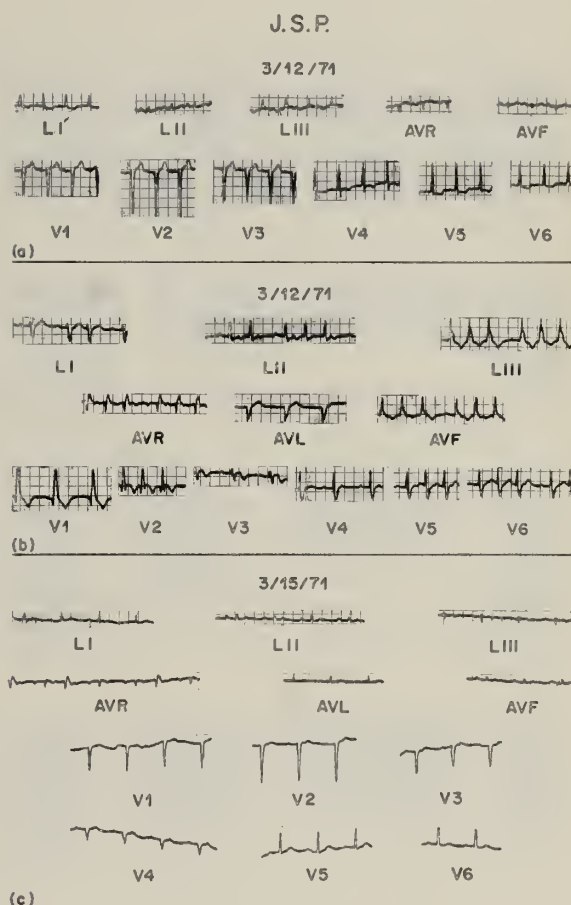 J.S.P.
3/12/71
LI LII LIII AVR AVF
V1 V2 V3 V4 V5 V6
(a)
3/12/71
LI LII LIII
AVR AVL AVF
V1 V2 V3 V4 V5 V6
(b)
3/15/71
LI LII LIII
AVR AVL AVF
V1 V2 V3
V4 V5 V6
(c)